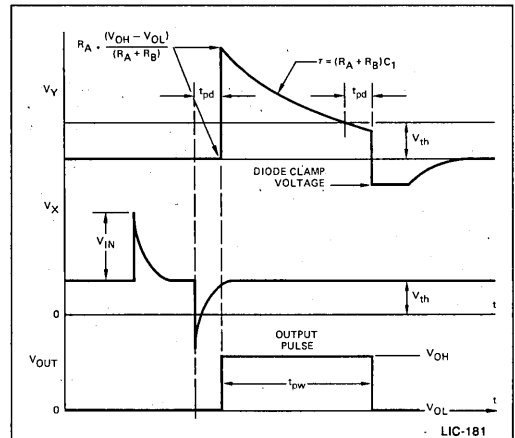 R_A · (V_OH − V_OL) / (R_A + R_B)
τ = (R_A + R_B)C_1
t_pd
t_pd
V_Y
V_th
DIODE CLAMP
VOLTAGE
V_X
V_IN
V_th
0
t
OUTPUT
PULSE
V_OH
V_OUT
t_pw
0
V_OL
t
LIC-181